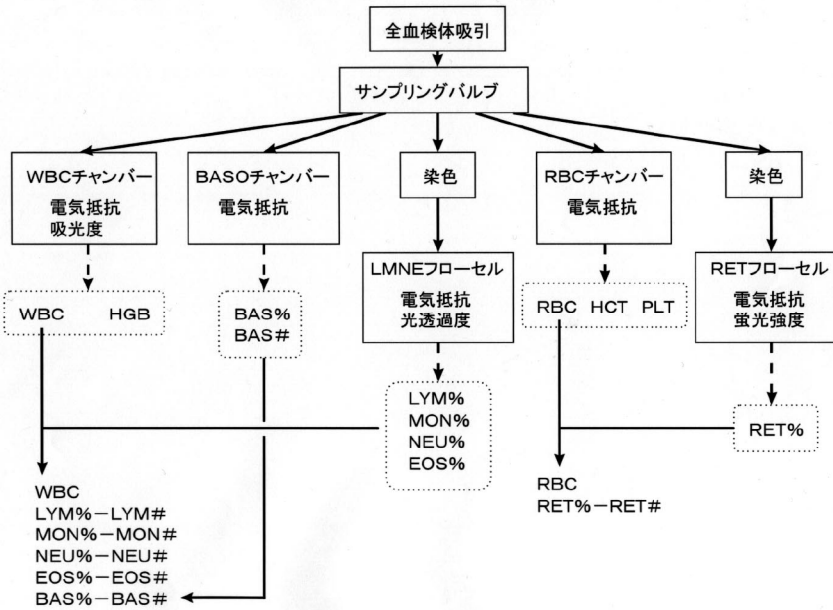 全血検体吸引
サンプリングバルブ
WBCチャンバー
電気抵抗
吸光度
BASOチャンバー
電気抵抗
染色
RBCチャンバー
電気抵抗
染色
LMNEフローセル
電気抵抗
光透過度
RETフローセル
電気抵抗
蛍光強度
WBC HGB
BAS%
BAS#
RBC HCT PLT
LYM%
MON%
NEU%
EOS%
RET%
WBC
LYM%-LYM#
MON%-MON#
NEU%-NEU#
EOS%-EOS#
BAS%-BAS#
RBC
RET%-RET#